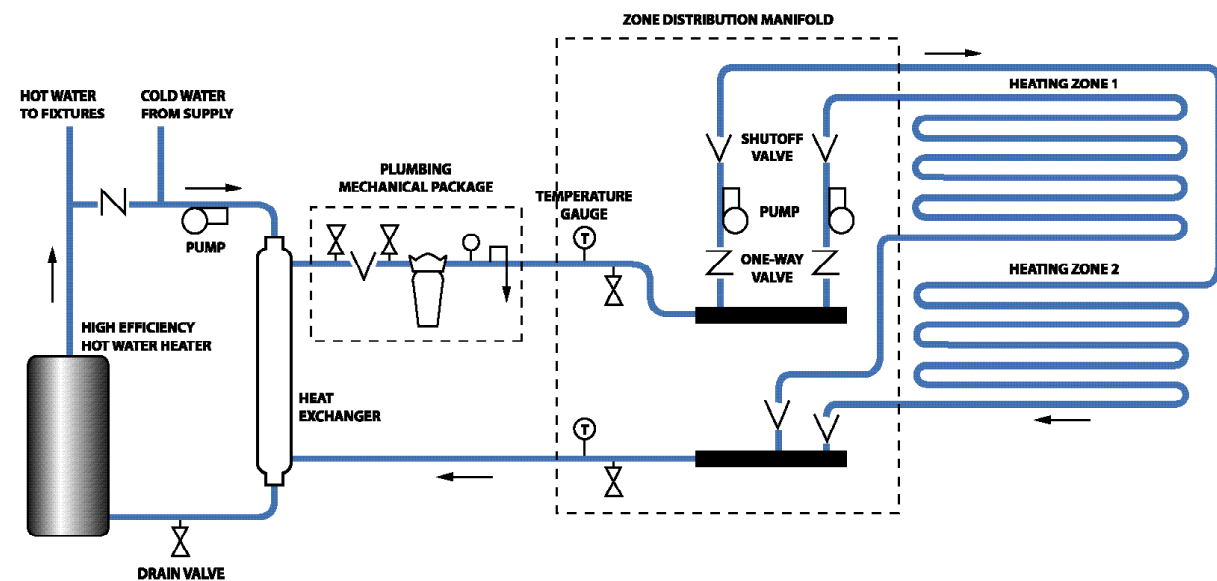 ZONE DISTRIBUTION MANIFOLD
HOT WATER
TO FIXTURES
COLD WATER
FROM SUPPLY
HEATING ZONE 1
SHUTOFF
VALVE
PLUMBING
MECHANICAL PACKAGE
TEMPERATURE
GAUGE
PUMP
PUMP
T
ONE-WAY
VALVE
HEATING ZONE 2
HIGH EFFICIENCY
HOT WATER HEATER
HEAT
EXCHANGER
T
DRAIN VALVE